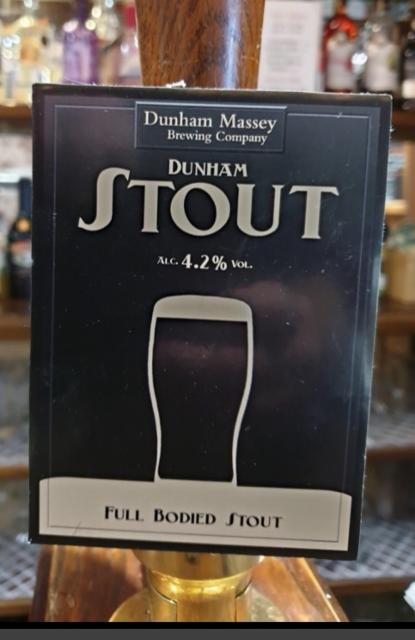 Dunham Massey
Brewing Company
DUNHAM
STOUT
ALC. 4.2% VOL.
FULL BODIED STOUT